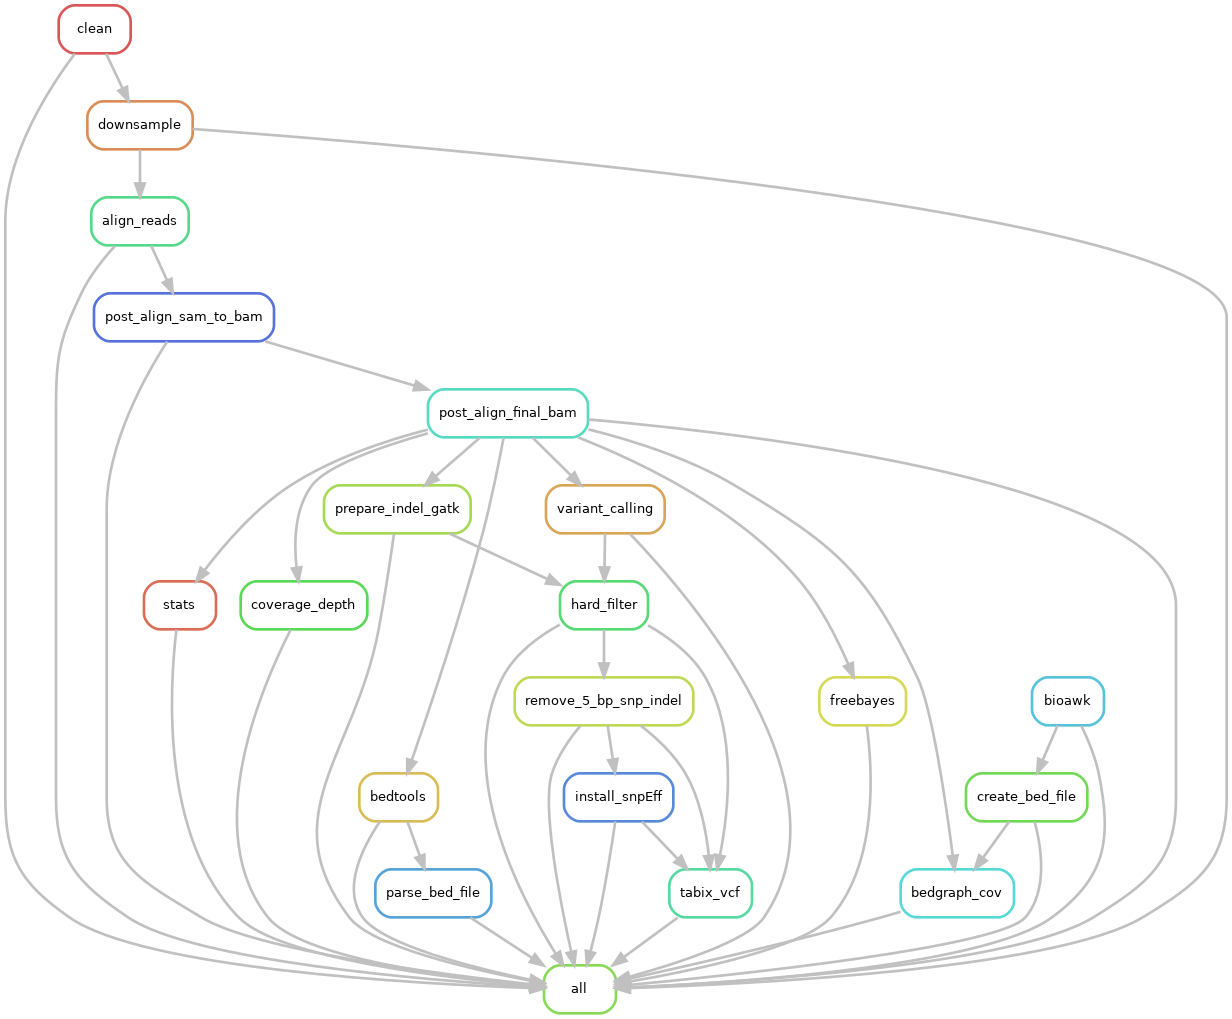 clean
downsample
align_reads
post_align_sam_to_bam
post_align_final_bam
prepare_indel_gatk
variant_calling
stats
coverage_depth
hard_filter
remove_5_bp_snp_indel
freebayes
bioawk
bedtools
install_snpEff
create_bed_file
parse_bed_file
tabix_vcf
bedgraph_cov
all